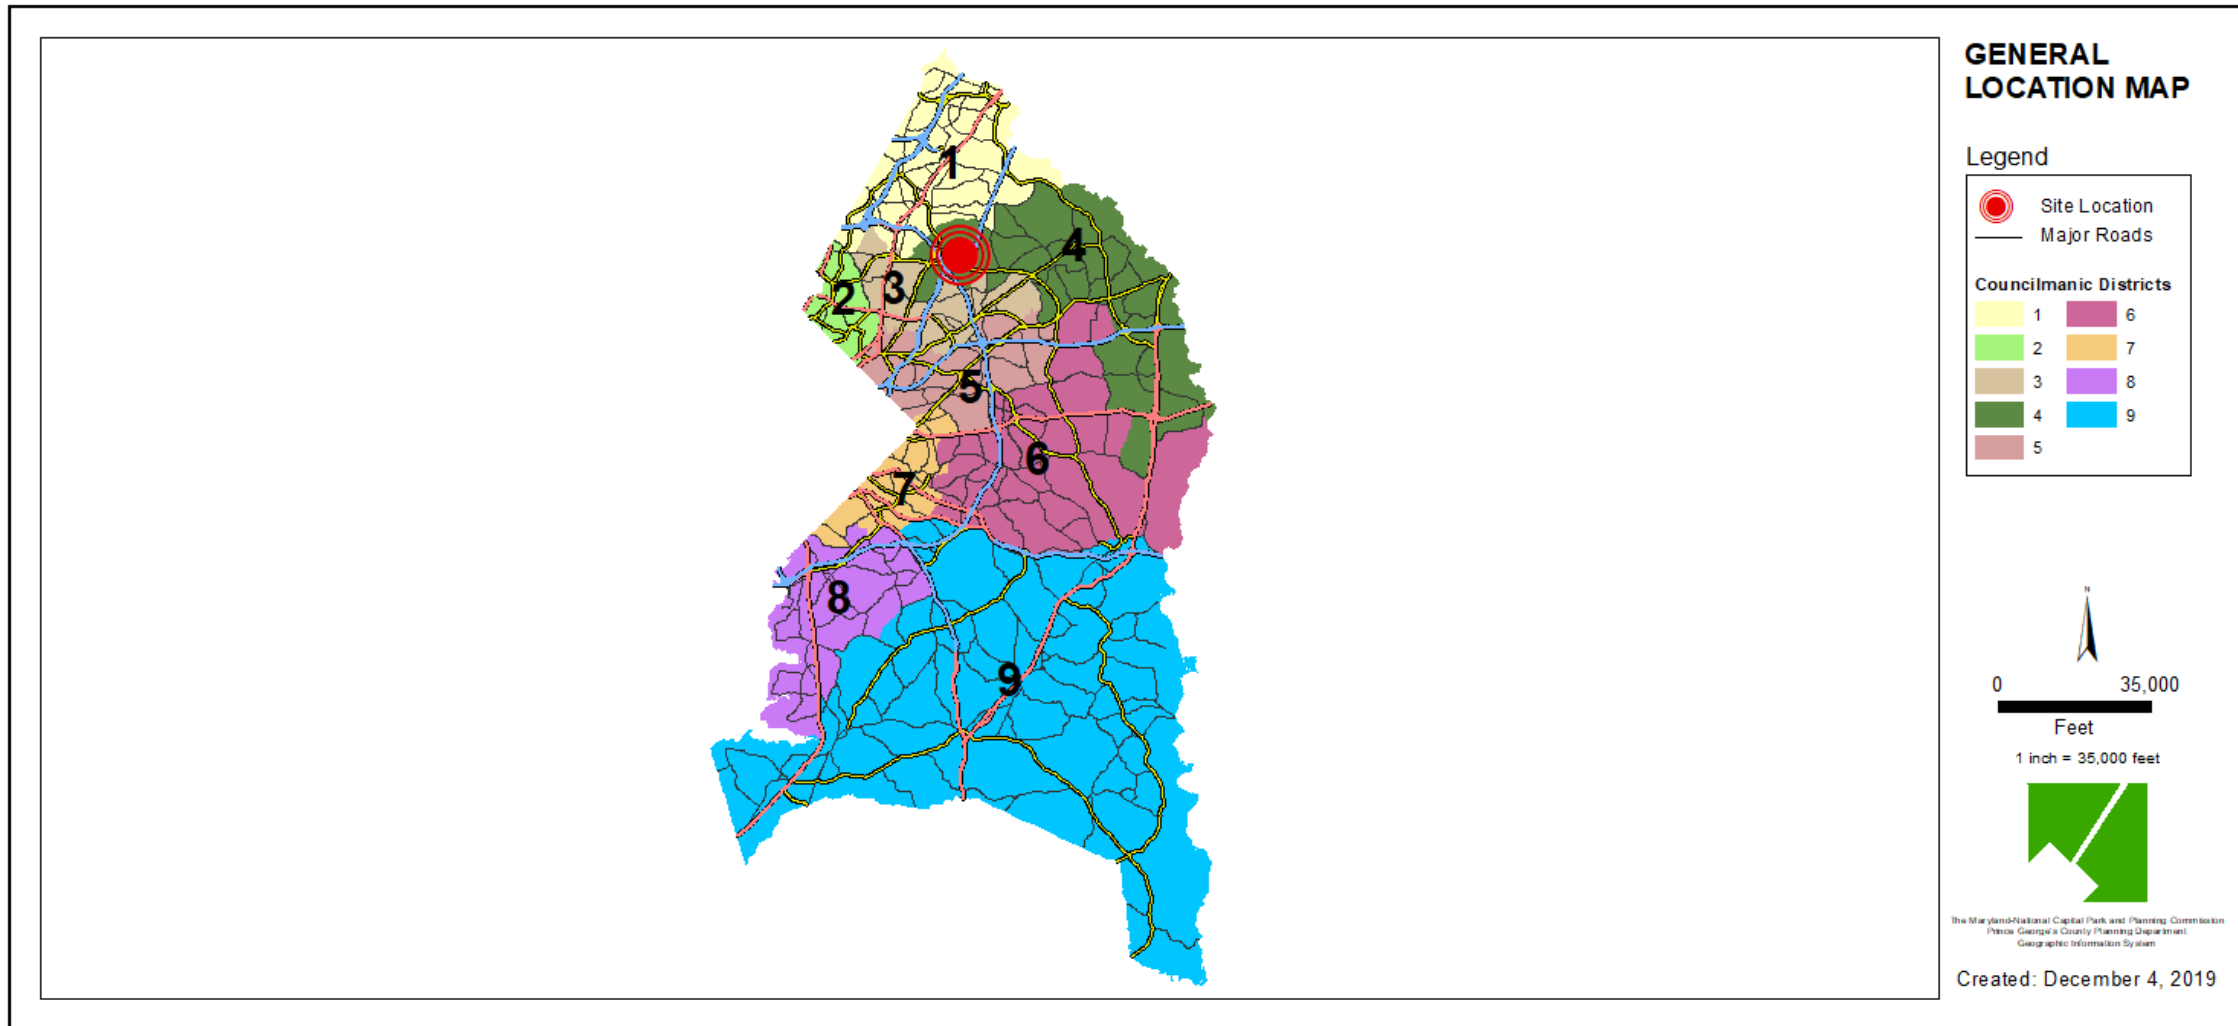 GENERAL
LOCATION MAP
Legend
Site Location
Major Roads
Councilmanic Districts
1 6
2 7
3 8
4 9
5
1
4
3
2
5
6
7
8
9
N
0 35,000
Feet
1 inch = 35,000 feet
The Maryland-National Capital Park and Planning Commission
Prince George's County Planning Department
Geographic Information System
Created: December 4, 2019